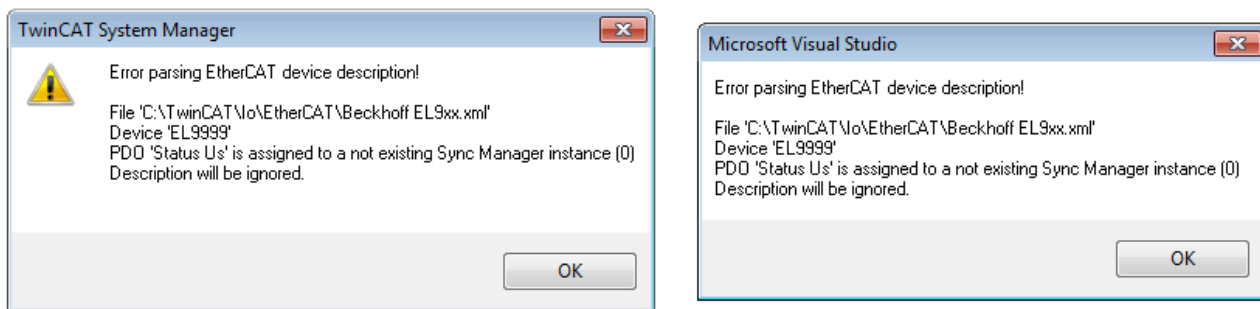 TwinCAT System Manager
Error parsing EtherCAT device description!
File 'C:\TwinCAT\Io\EtherCAT\Beckhoff EL9xx.xml'
Device 'EL9999'
PDO 'Status Us' is assigned to a not existing Sync Manager instance (0)
Description will be ignored.
OK
Microsoft Visual Studio
Error parsing EtherCAT device description!
File 'C:\TwinCAT\Io\EtherCAT\Beckhoff EL9xx.xml'
Device 'EL9999'
PDO 'Status Us' is assigned to a not existing Sync Manager instance (0)
Description will be ignored.
OK